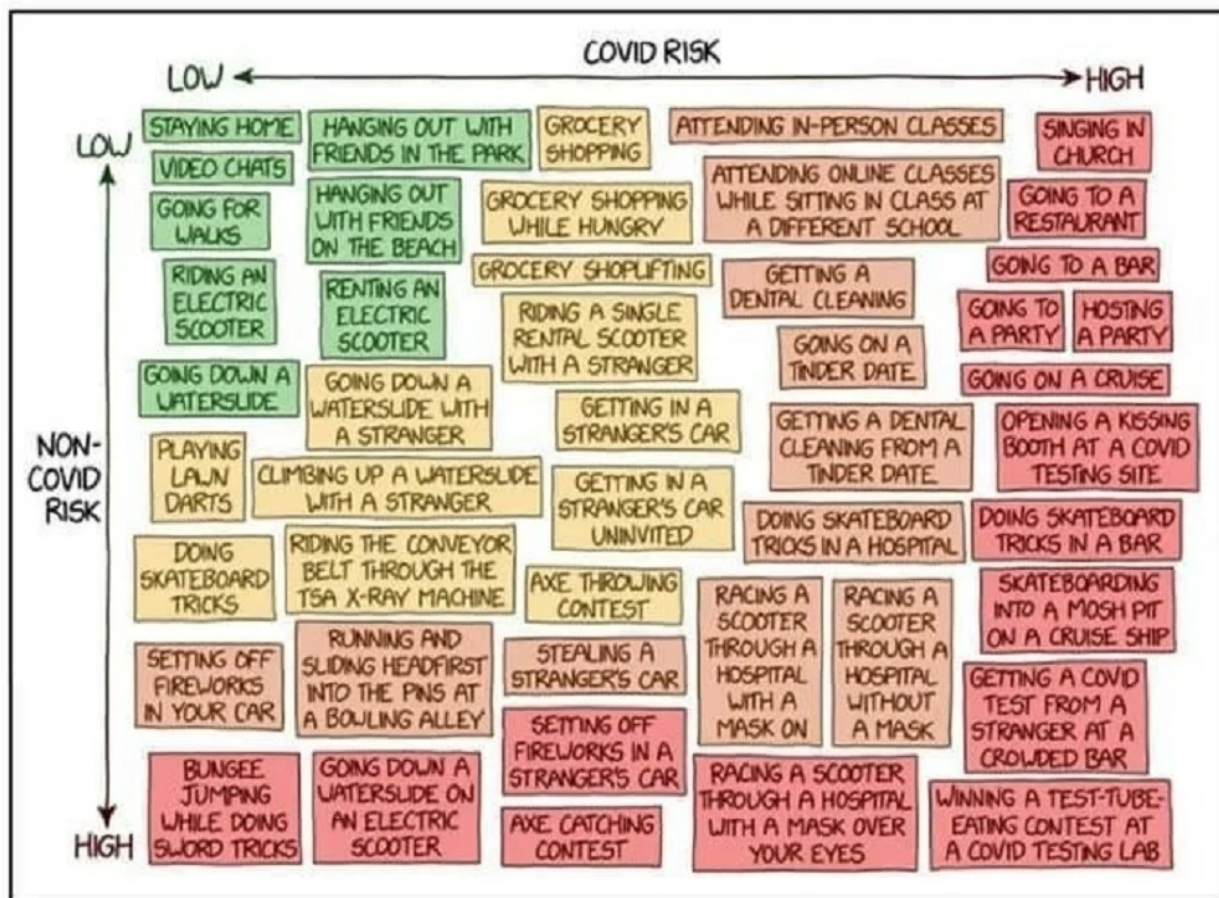 COVID RISK
LOW
HIGH
LOW
NON-
COVID
RISK
HIGH
STAYING HOME
VIDEO CHATS
GOING FOR
WALKS
RIDING AN
ELECTRIC
SCOOTER
GOING DOWN A
WATERSLIDE
PLAYING
LAWN
DARTS
DOING
SKATEBOARD
TRICKS
SETTING OFF
FIREWORKS
IN YOUR CAR
BUNGEE
JUMPING
WHILE DOING
SWORD TRICKS
HANGING OUT WITH
FRIENDS IN THE PARK
HANGING OUT
WITH FRIENDS
ON THE BEACH
RENTING AN
ELECTRIC
SCOOTER
GOING DOWN A
WATERSLIDE WITH
A STRANGER
CLIMBING UP A WATERSLIDE
WITH A STRANGER
RIDING THE CONVEYOR
BELT THROUGH THE
TSA X-RAY MACHINE
RUNNING AND
SLIDING HEADFIRST
INTO THE PINS AT
A BOWLING ALLEY
GOING DOWN A
WATERSLIDE ON
AN ELECTRIC
SCOOTER
GROCERY
SHOPPING
GROCERY SHOPPING
WHILE HUNGRY
GROCERY SHOPLIFTING
RIDING A SINGLE
RENTAL SCOOTER
WITH A STRANGER
GETTING IN A
STRANGER'S CAR
GETTING IN A
STRANGER'S CAR
UNINVITED
AXE THROWING
CONTEST
STEALING A
STRANGER'S CAR
SETTING OFF
FIREWORKS IN A
STRANGER'S CAR
AXE CATCHING
CONTEST
ATTENDING IN-PERSON CLASSES
ATTENDING ONLINE CLASSES
WHILE SITTING IN CLASS AT
A DIFFERENT SCHOOL
GETTING A
DENTAL CLEANING
GOING ON A
TINDER DATE
GETTING A DENTAL
CLEANING FROM A
TINDER DATE
DOING SKATEBOARD
TRICKS IN A HOSPITAL
RACING A
SCOOTER
THROUGH A
HOSPITAL
WITH A
MASK ON
RACING A
SCOOTER
THROUGH A
HOSPITAL
WITHOUT
A MASK
RACING A SCOOTER
THROUGH A HOSPITAL
WITH A MASK OVER
YOUR EYES
SINGING IN
CHURCH
GOING TO A
RESTAURANT
GOING TO A BAR
GOING TO
A PARTY
HOSTING
A PARTY
GOING ON A CRUISE
OPENING A KISSING
BOOTH AT A COVID
TESTING SITE
DOING SKATEBOARD
TRICKS IN A BAR
SKATEBOARDING
INTO A MOSH PIT
ON A CRUISE SHIP
GETTING A COVID
TEST FROM A
STRANGER AT A
CROWDED BAR
WINNING A TEST-TUBE-
EATING CONTEST AT
A COVID TESTING LAB